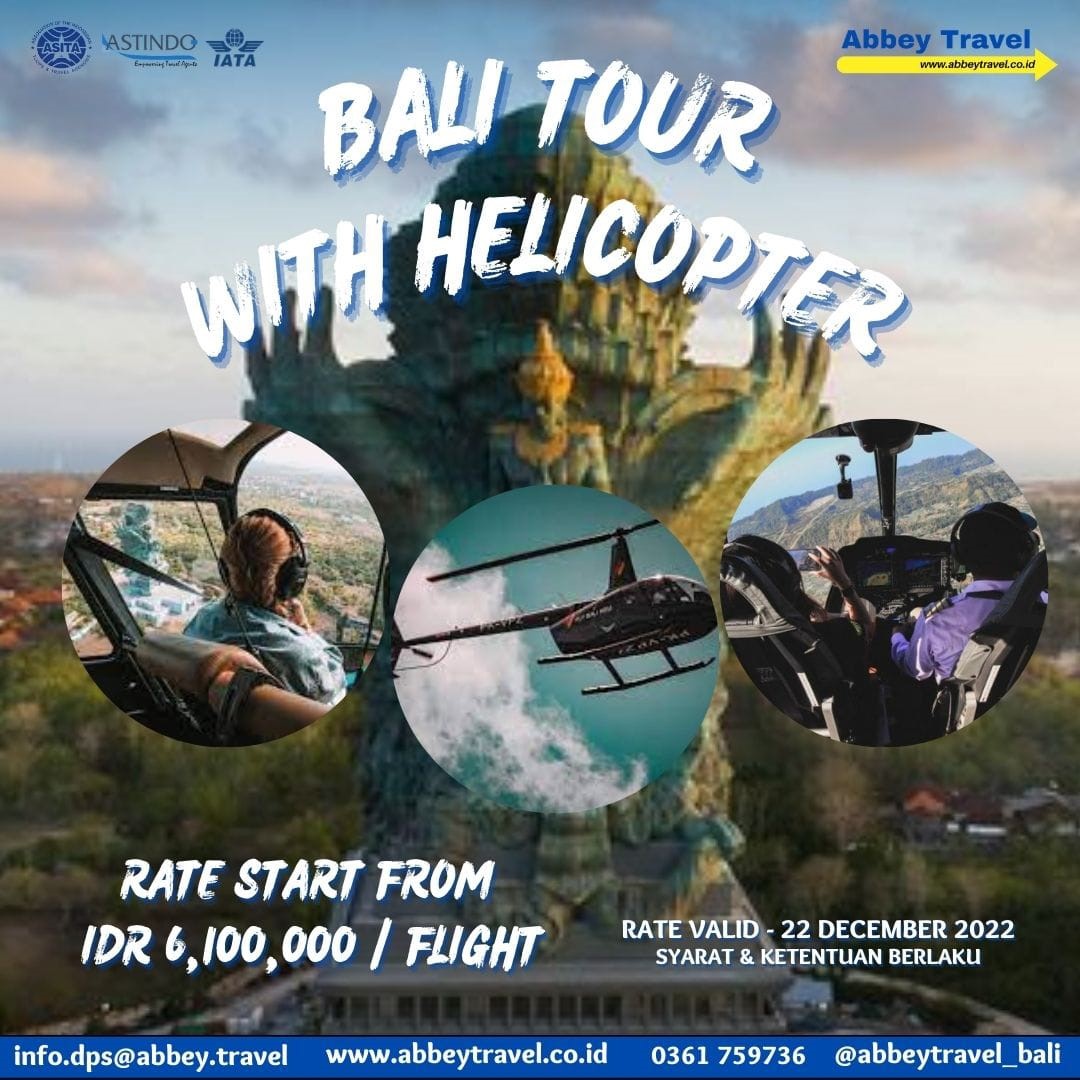 ASITA
ASTINDO
Empowering Travel Agents
IATA
Abbey Travel
www.abbeytravel.co.id
BALI TOUR
WITH HELICOPTER
RATE START FROM
IDR 6,100,000 / FLIGHT
RATE VALID - 22 DECEMBER 2022
SYARAT & KETENTUAN BERLAKU
info.dps@abbey.travel www.abbeytravel.co.id 0361 759736 @abbeytravel_bali